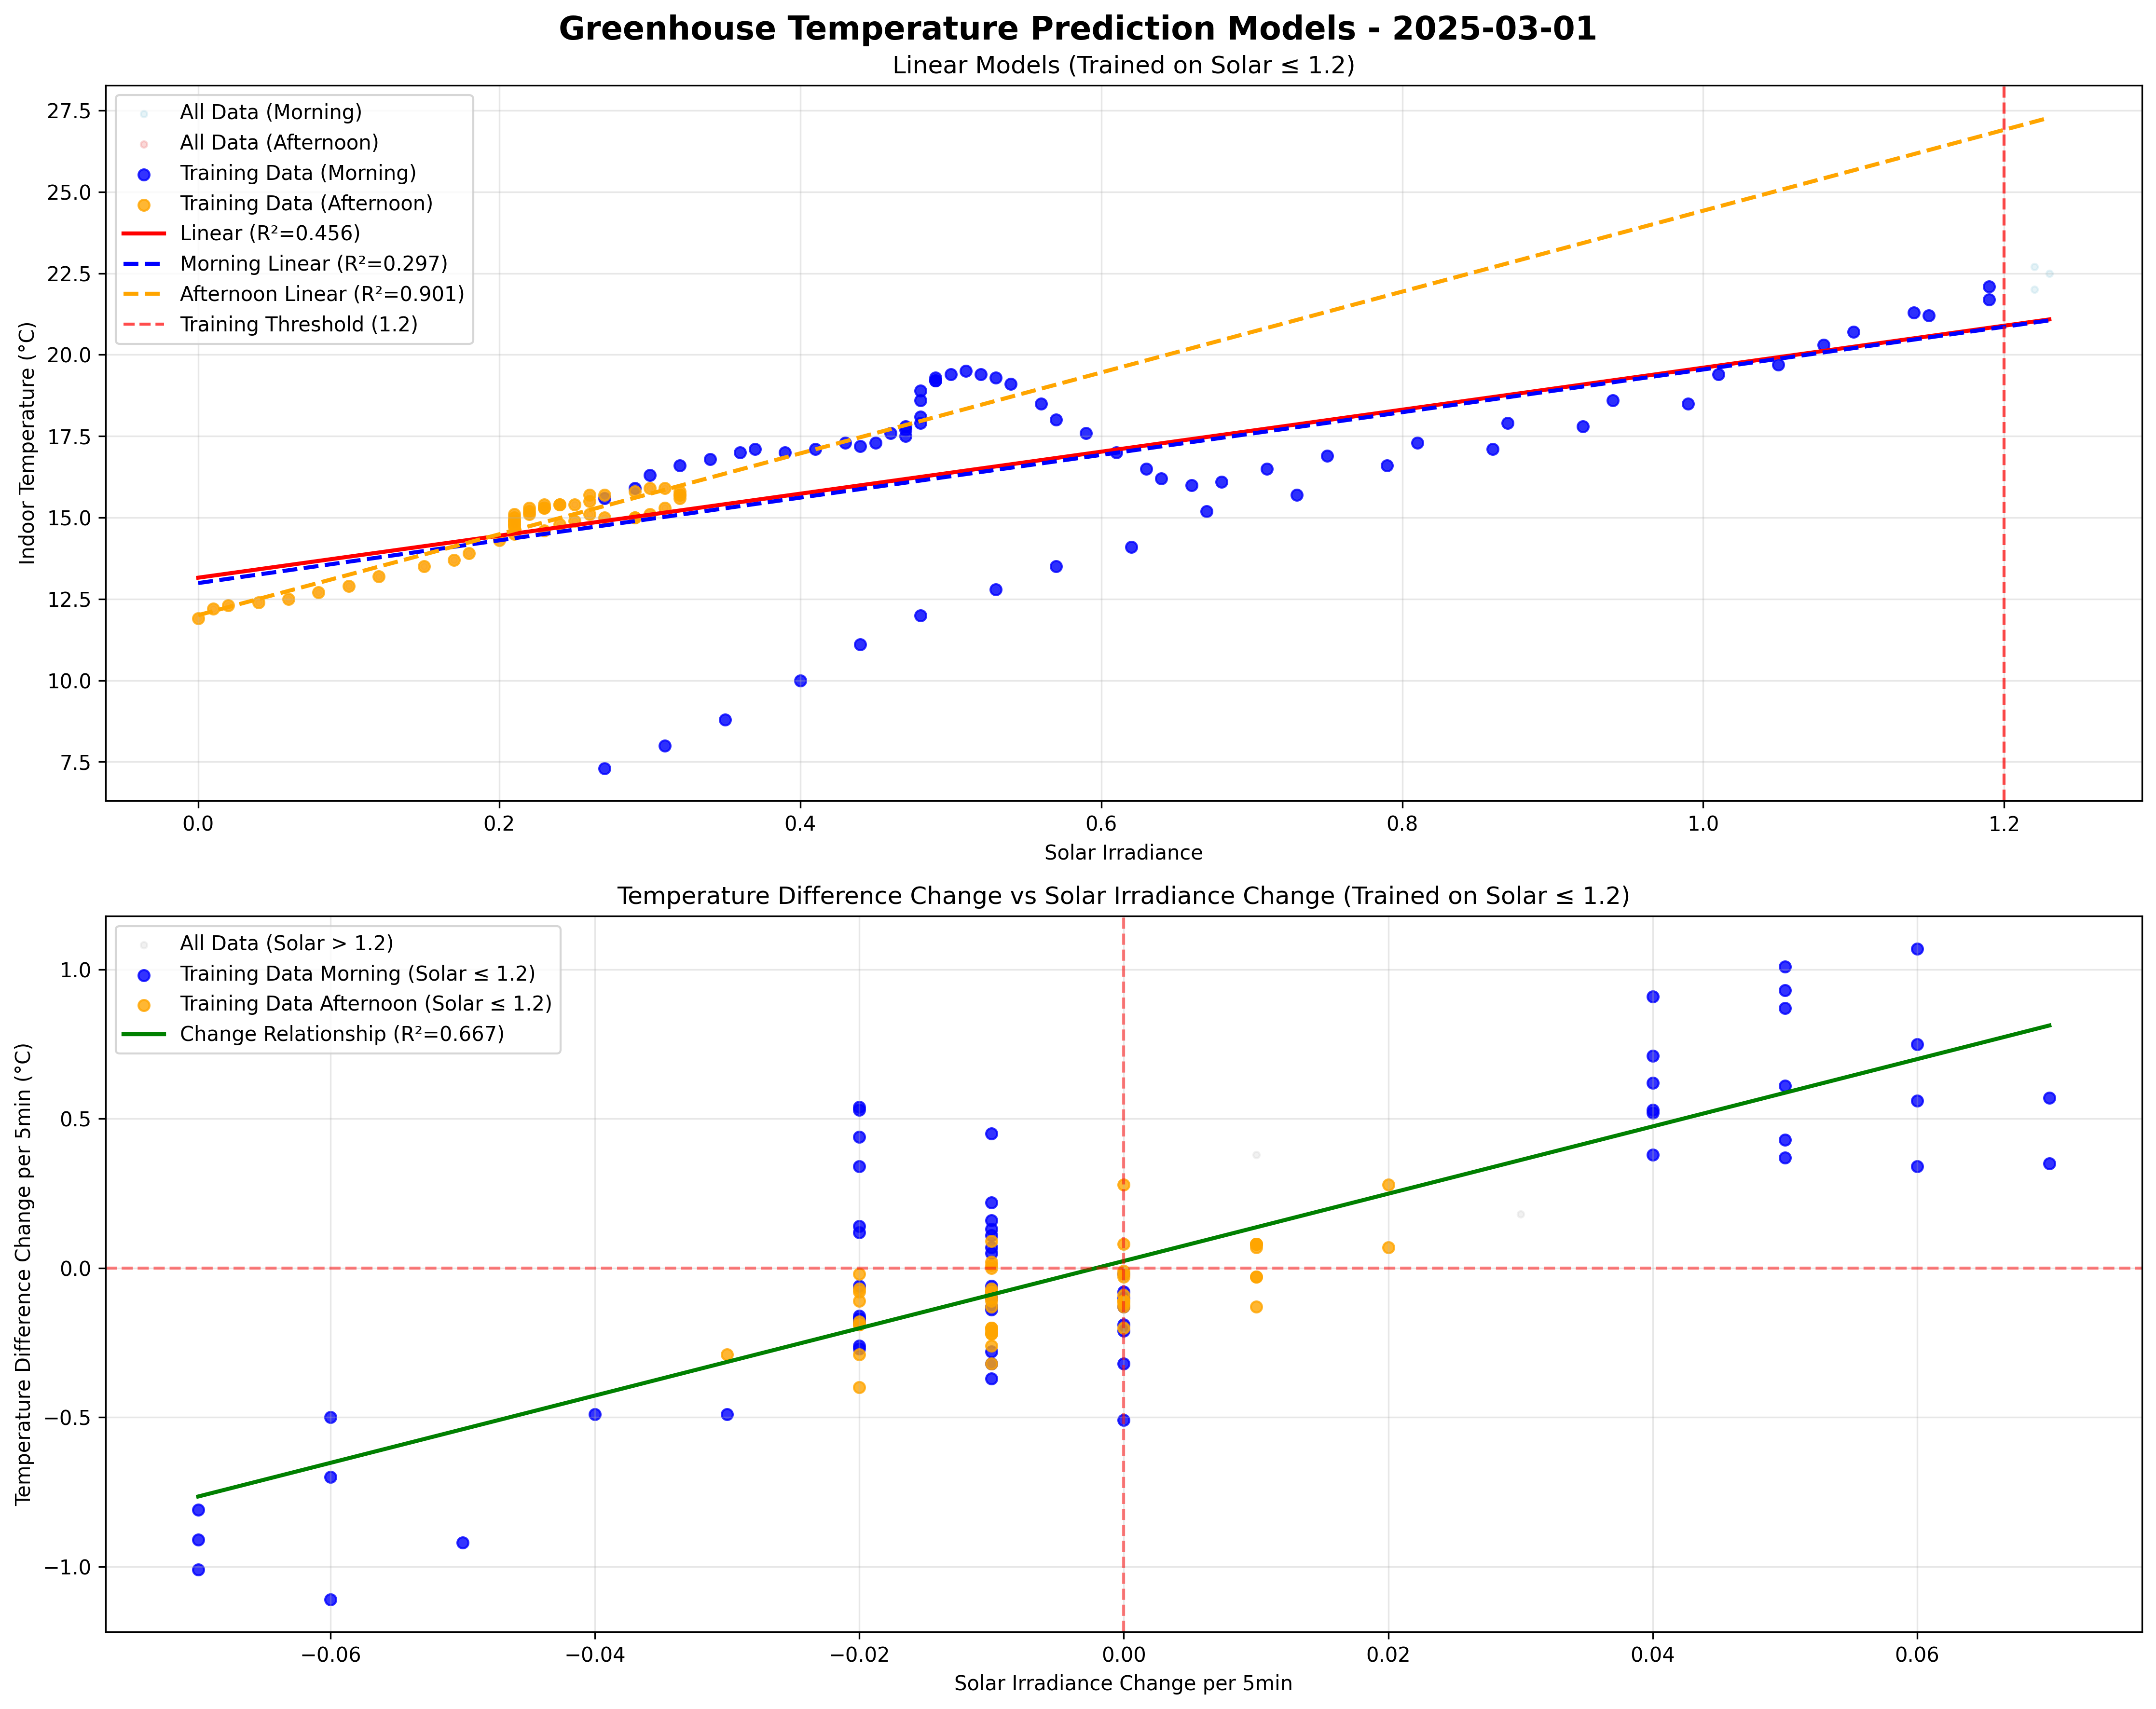 Greenhouse Temperature Prediction Models - 2025-03-01
Linear Models (Trained on Solar ≤ 1.2)
All Data (Morning)
All Data (Afternoon)
Training Data (Morning)
Training Data (Afternoon)
Linear (R²=0.456)
Morning Linear (R²=0.297)
Afternoon Linear (R²=0.901)
Training Threshold (1.2)
Indoor Temperature (°C)
27.5
25.0
22.5
20.0
17.5
15.0
12.5
10.0
7.5
0.0 0.2 0.4 0.6 0.8 1.0 1.2
Solar Irradiance
Temperature Difference Change vs Solar Irradiance Change (Trained on Solar ≤ 1.2)
All Data (Solar > 1.2)
Training Data Morning (Solar ≤ 1.2)
Training Data Afternoon (Solar ≤ 1.2)
Change Relationship (R²=0.667)
Temperature Difference Change per 5min (°C)
1.0
0.5
0.0
−0.5
−1.0
−0.06 −0.04 −0.02 0.00 0.02 0.04 0.06
Solar Irradiance Change per 5min